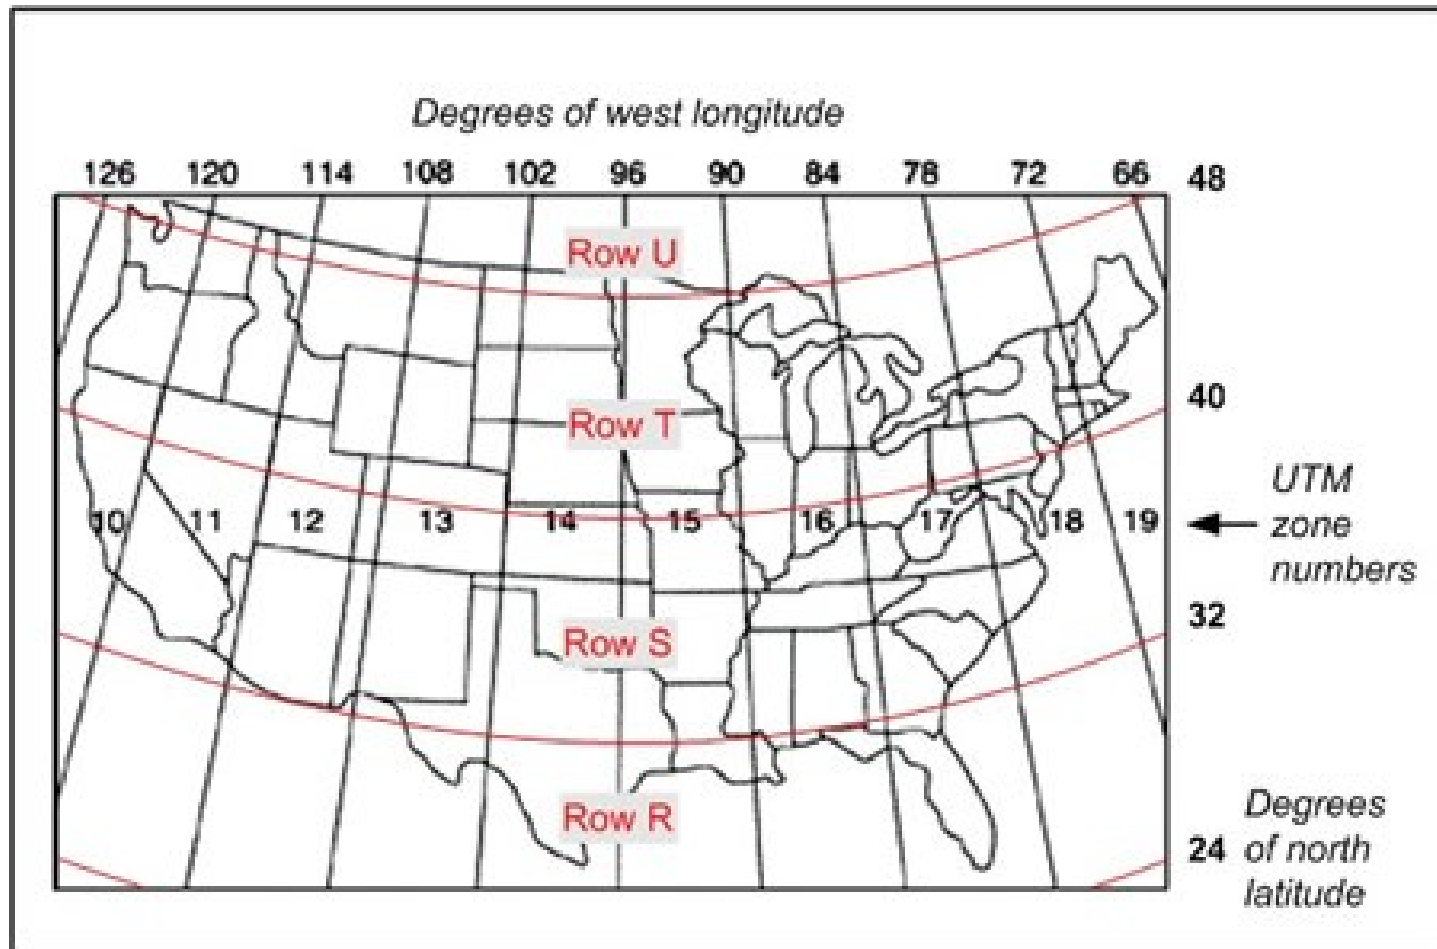 Degrees of west longitude
126 120 114 108 102 96 90 84 78 72 66 48
Row U
40
Row T
UTM
10 11 12 13 14 15 16 17 18 19 zone
numbers
32
Row S
Degrees
Row R
24 of north
latitude